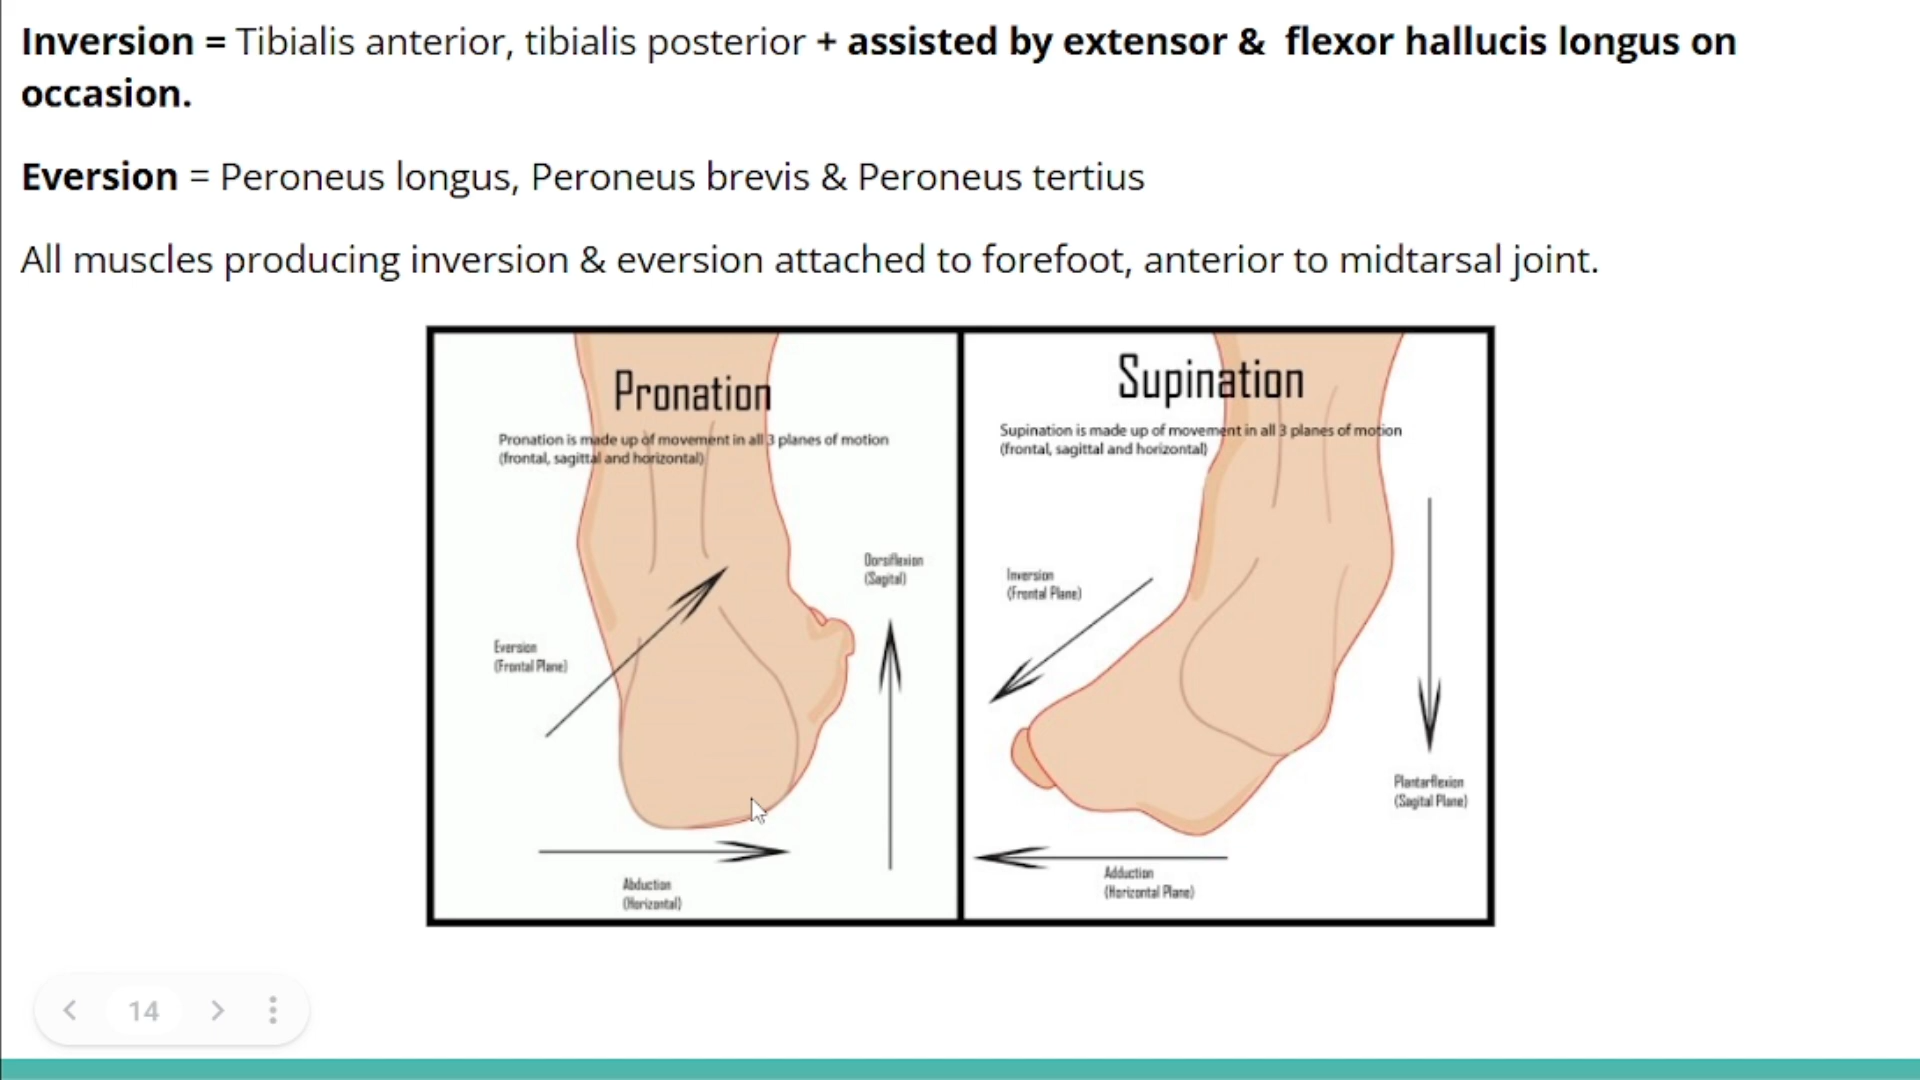 Inversion = Tibialis anterior, tibialis posterior + assisted by extensor & flexor hallucis longus on
occasion.
Eversion = Peroneus longus, Peroneus brevis & Peroneus tertius
All muscles producing inversion & eversion attached to forefoot, anterior to midtarsal joint.
Pronation
Pronation is made up of movement in all 3 planes of motion
(frontal, sagittal and horizontal)
Dorsiflexion
(Sagital)
Eversion
(Frontal Plane)
Abduction
(Horizontal)
Supination
Supination is made up of movement in all 3 planes of motion
(frontal, sagittal and horizontal)
Inversion
(Frontal Plane)
Plantarflexion
(Sagital Plane)
Adduction
(Horizontal Plane)
14